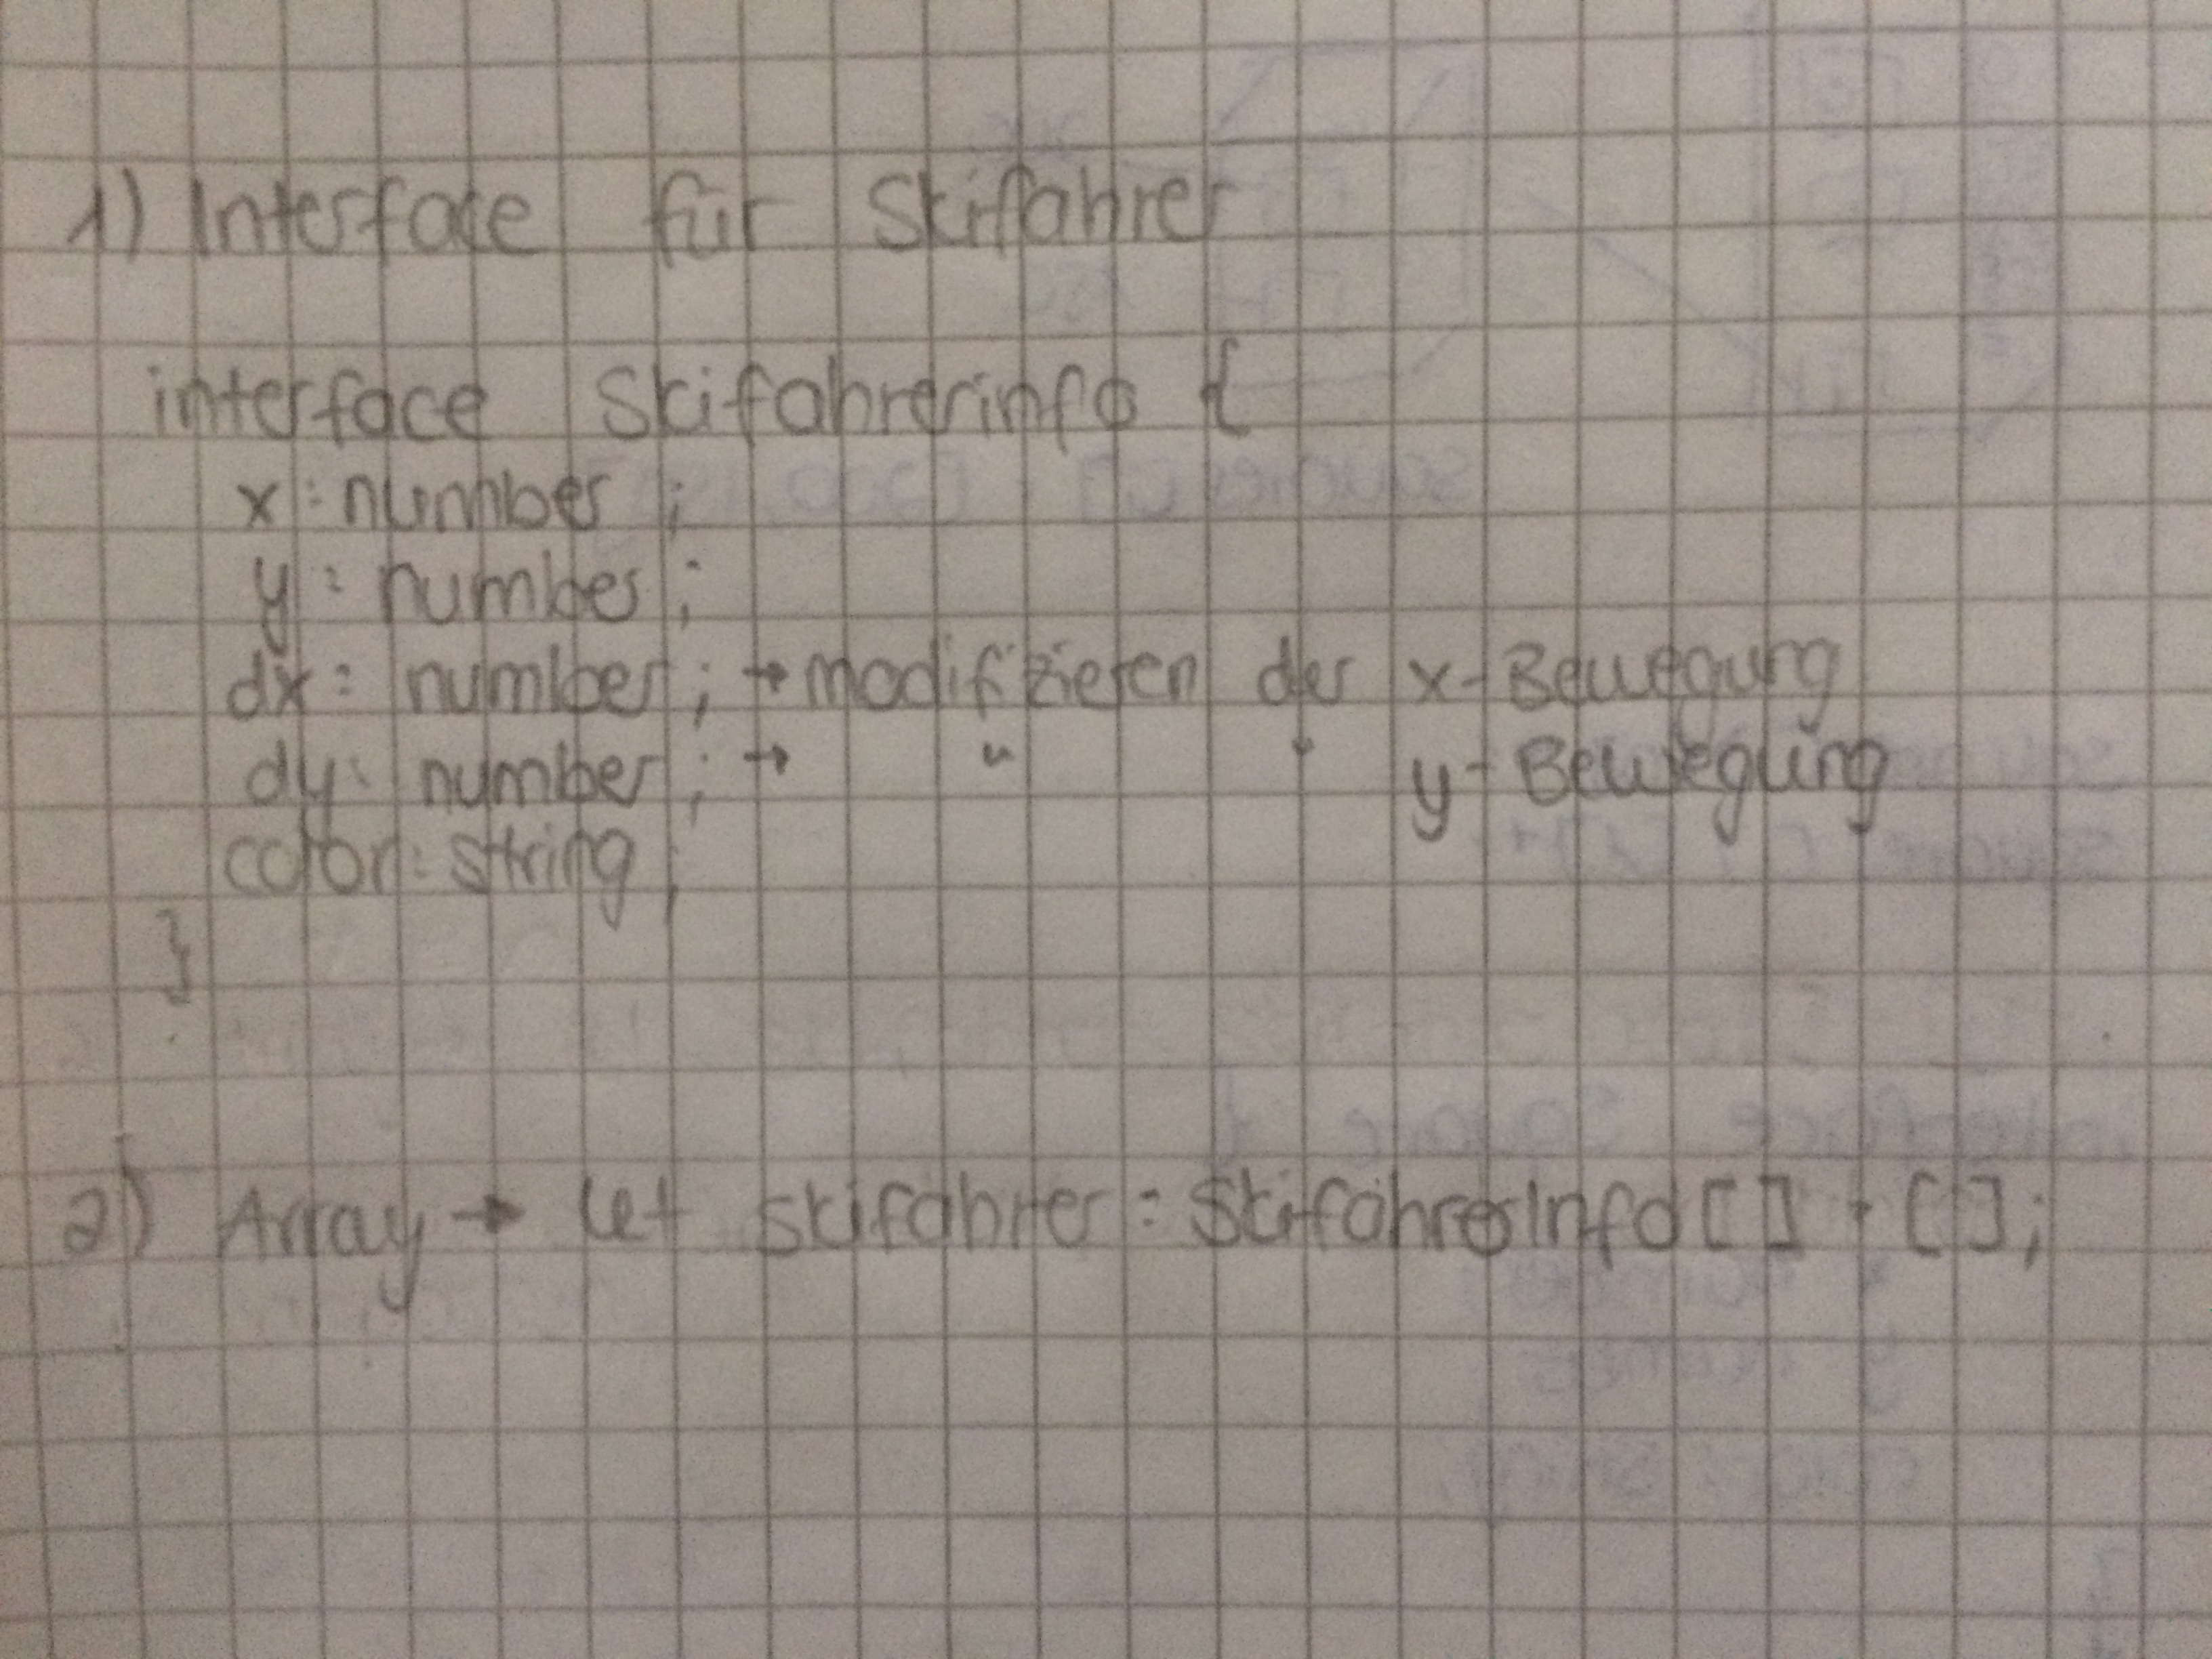 1) Interface für Skifahrer
interface Skifahrerinfo {
x: number ;
y: number ;
dx: number ; → modifizieren der x-Bewegung
dy: number ; → " " y-Bewegung
color: string ;
}
2) Array → let skifahrer : SkifahrerInfo [] = [] ;